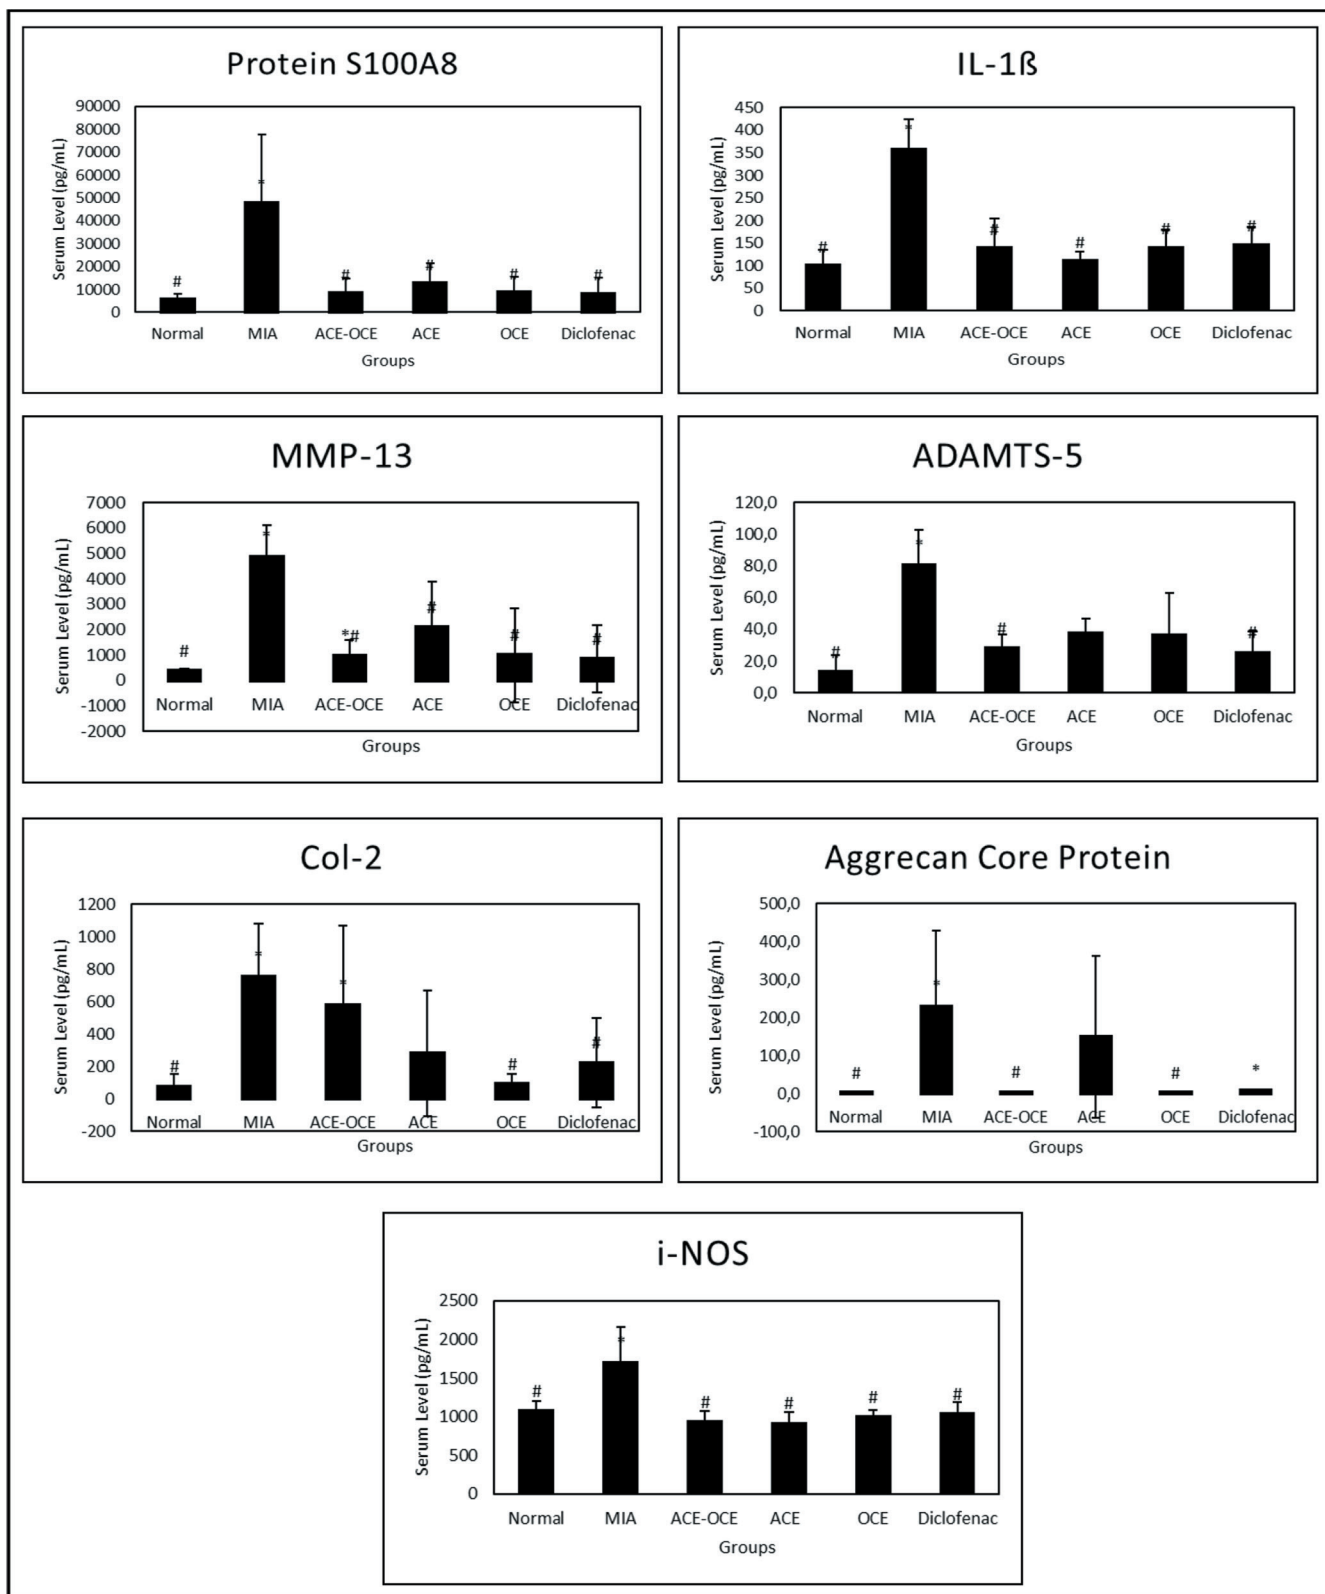 Protein S100A8
Serum Level (pg/mL)
90000
80000
70000
60000
50000
40000
30000
20000
10000
0
# * # # # #
Normal MIA ACE-OCE ACE OCE Diclofenac
Groups
IL-1ß
Serum Level (pg/mL)
450
400
350
300
250
200
150
100
50
0
# * # # # #
Normal MIA ACE-OCE ACE OCE Diclofenac
Groups
MMP-13
Serum Level (pg/mL)
7000
6000
5000
4000
3000
2000
1000
0
-1000
-2000
# * *# # # #
Normal MIA ACE-OCE ACE OCE Diclofenac
Groups
ADAMTS-5
Serum Level (pg/mL)
120,0
100,0
80,0
60,0
40,0
20,0
0,0
# * # #
Normal MIA ACE-OCE ACE OCE Diclofenac
Groups
Col-2
Serum Level (pg/mL)
1200
1000
800
600
400
200
0
-200
# * * # #
Normal MIA ACE-OCE ACE OCE Diclofenac
Groups
Aggrecan Core Protein
Serum Level (pg/mL)
500,0
400,0
300,0
200,0
100,0
0,0
-100,0
# * # # *
Normal MIA ACE-OCE ACE OCE Diclofenac
Groups
i-NOS
Serum Level (pg/mL)
2500
2000
1500
1000
500
0
# * # # # #
Normal MIA ACE-OCE ACE OCE Diclofenac
Groups